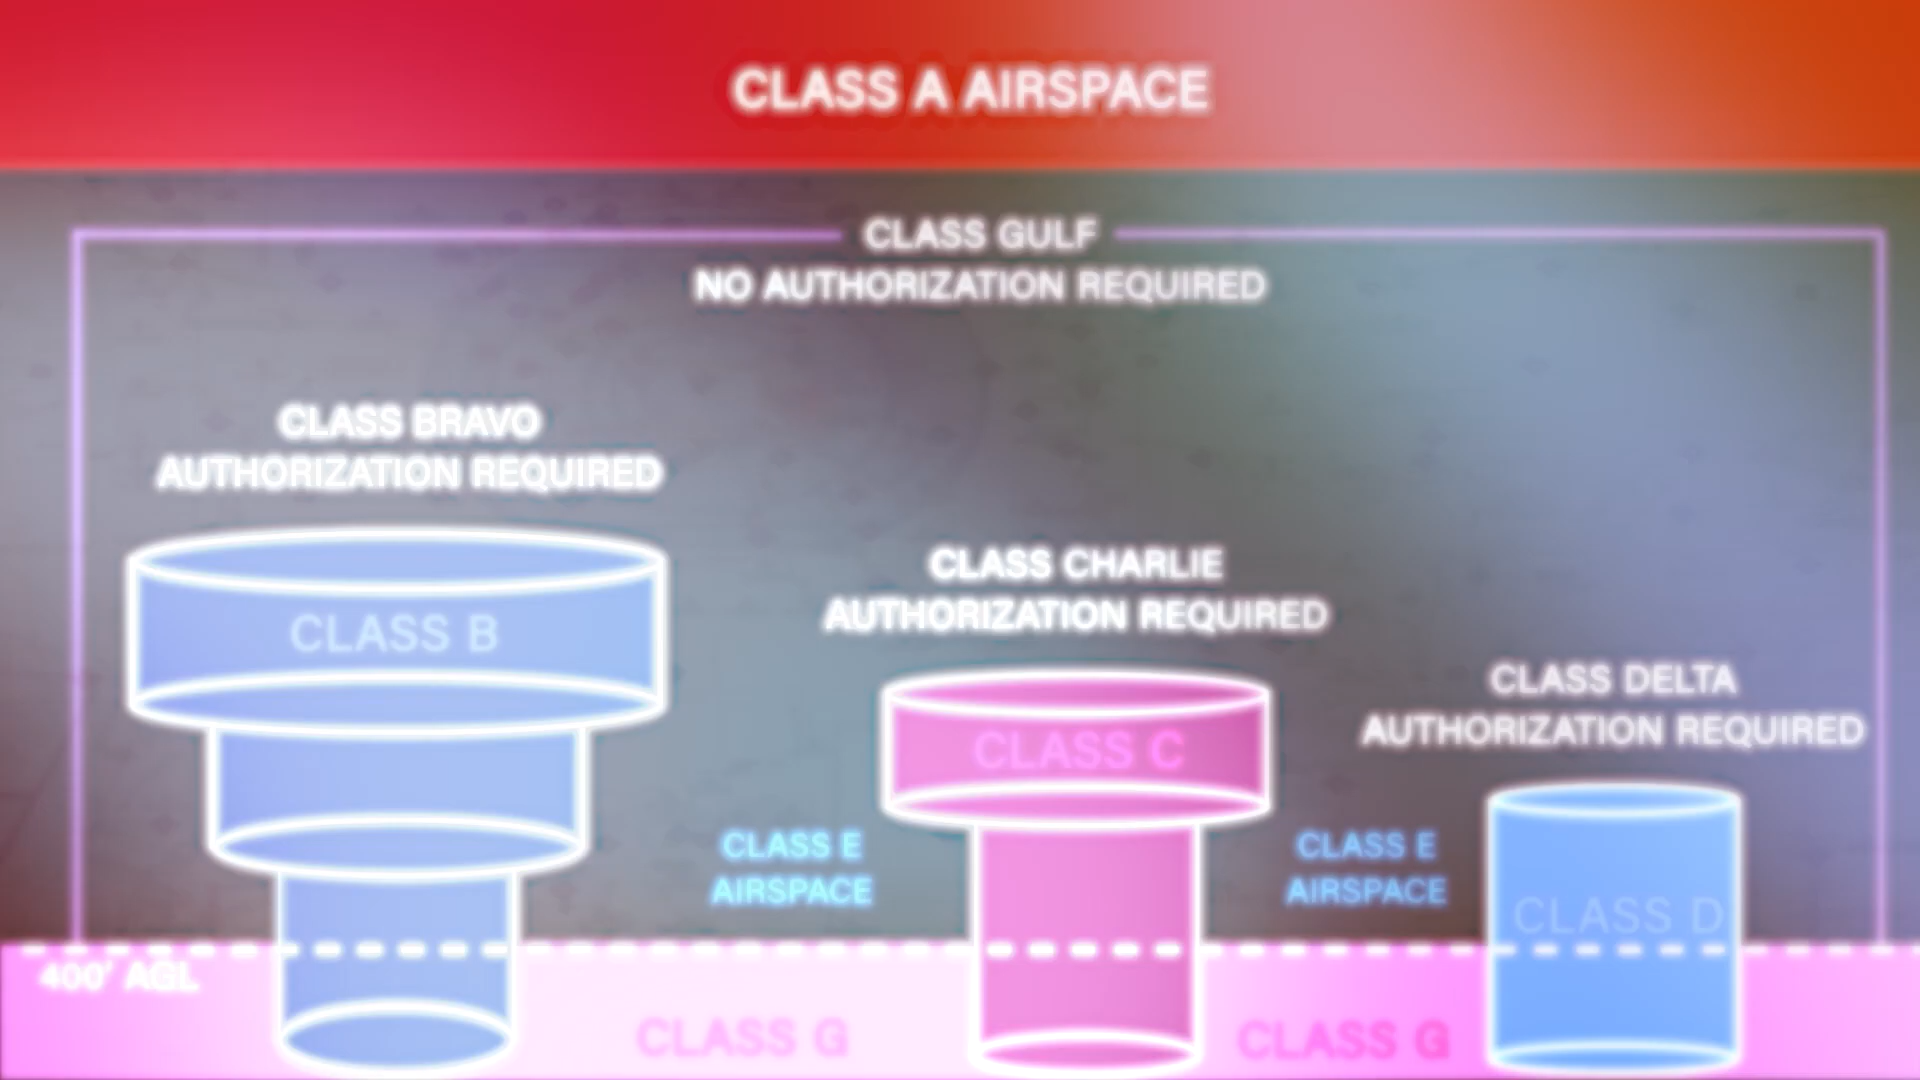 CLASS A AIRSPACE
CLASS GULF
NO AUTHORIZATION REQUIRED
CLASS BRAVO
AUTHORIZATION REQUIRED
CLASS B
CLASS CHARLIE
AUTHORIZATION REQUIRED
CLASS C
CLASS DELTA
AUTHORIZATION REQUIRED
CLASS E
AIRSPACE
CLASS E
AIRSPACE
CLASS D
400' AGL
CLASS G
CLASS G